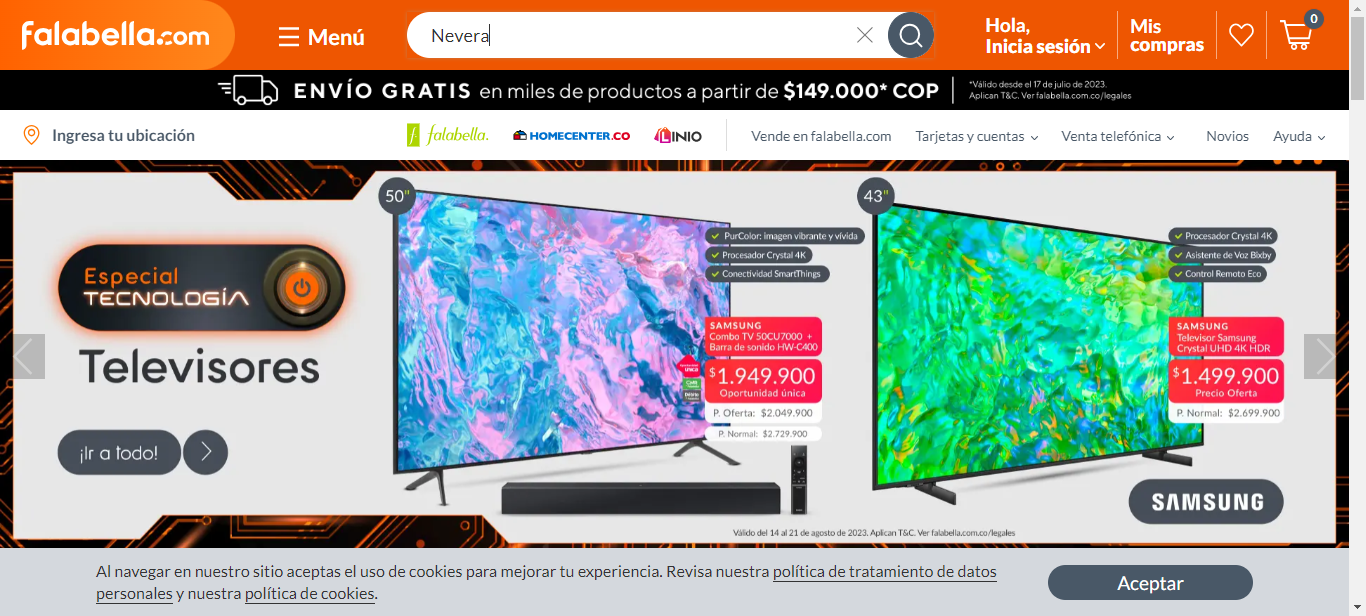 falabella.com
Menú
Nevera
Hola,
Inicia sesión
Mis
compras
0
ENVÍO GRATIS en miles de productos a partir de $149.000* COP
*Válido desde el 17 de julio de 2023.
Aplican T&C. Ver falabella.com.co/legales
Ingresa tu ubicación
falabella.
HOMECENTER.CO
LINIO
Vende en falabella.com
Tarjetas y cuentas
Venta telefónica
Novios
Ayuda
Especial
TECNOLOGÍA
Televisores
¡Ir a todo!
50"
PurColor: imagen vibrante y vívida
Procesador Crystal 4K
Conectividad SmartThings
SAMSUNG
Combo TV 50CU7000 +
Barra de sonido HW-C400
$1.949.900
Oportunidad única
P. Oferta: $2.049.900
P. Normal: $2.729.900
43"
Procesador Crystal 4K
Asistente de Voz Bixby
Control Remoto Eco
SAMSUNG
Televisor Samsung
Crystal UHD 4K HDR
$1.499.900
Precio Oferta
P. Normal: $2.699.900
SAMSUNG
Válido del 14 al 21 de agosto de 2023. Aplican T&C. Ver falabella.com.co/legales
Al navegar en nuestro sitio aceptas el uso de cookies para mejorar tu experiencia. Revisa nuestra política de tratamiento de datos
personales y nuestra política de cookies.
Aceptar